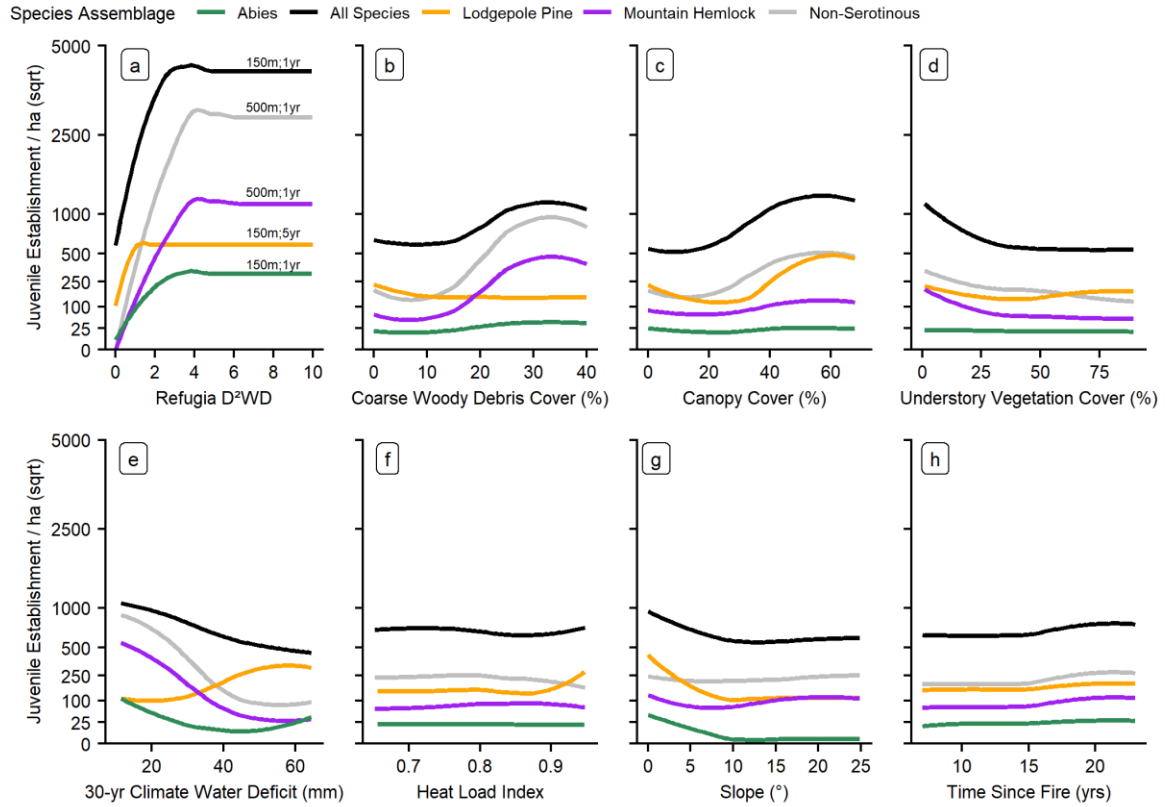 Species Assemblage Abies All Species Lodgepole Pine Mountain Hemlock Non-Serotinous
Juvenile Establishment / ha (sqrt)
5000
2500
1000
500
250
100
25
0
a
150m;1yr
500m;1yr
500m;1yr
150m;5yr
150m;1yr
0 2 4 6 8 10
Refugia D²WD
b
0 10 20 30 40
Coarse Woody Debris Cover (%)
c
0 20 40 60
Canopy Cover (%)
d
0 25 50 75
Understory Vegetation Cover (%)
Juvenile Establishment / ha (sqrt)
5000
2500
1000
500
250
100
25
0
e
20 40 60
30-yr Climate Water Deficit (mm)
f
0.7 0.8 0.9
Heat Load Index
g
0 5 10 15 20 25
Slope (°)
h
10 15 20
Time Since Fire (yrs)